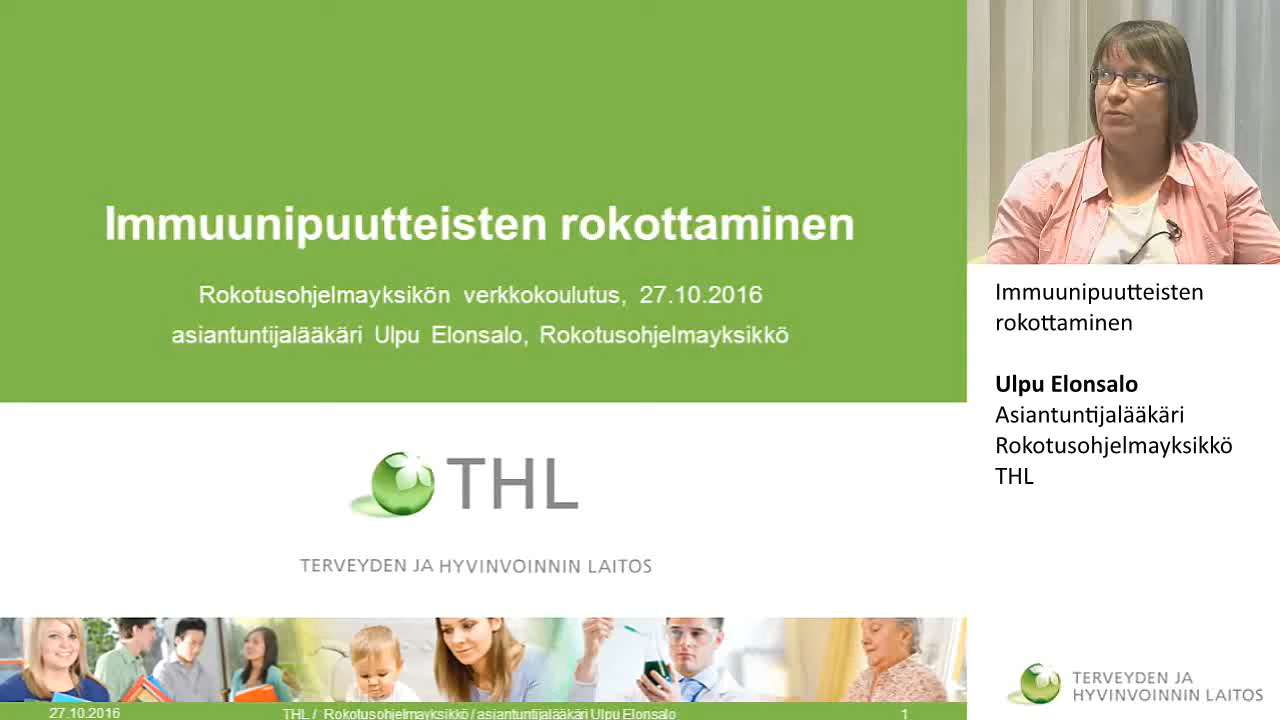 Immuunipuutteisten rokottaminen
Rokotusohjelmayksikön verkkokoulutus, 27.10.2016
asiantuntijalääkäri Ulpu Elonsalo, Rokotusohjelmayksikkö
THL
TERVEYDEN JA HYVINVOINNIN LAITOS
27.10.2016
THL / Rokotusohjelmayksikkö / asiantuntijalääkäri Ulpu Elonsalo
1
Immuunipuutteisten
rokottaminen
Ulpu Elonsalo
Asiantuntijalääkäri
Rokotusohjelmayksikkö
THL
TERVEYDEN JA
HYVINVOINNIN LAITOS